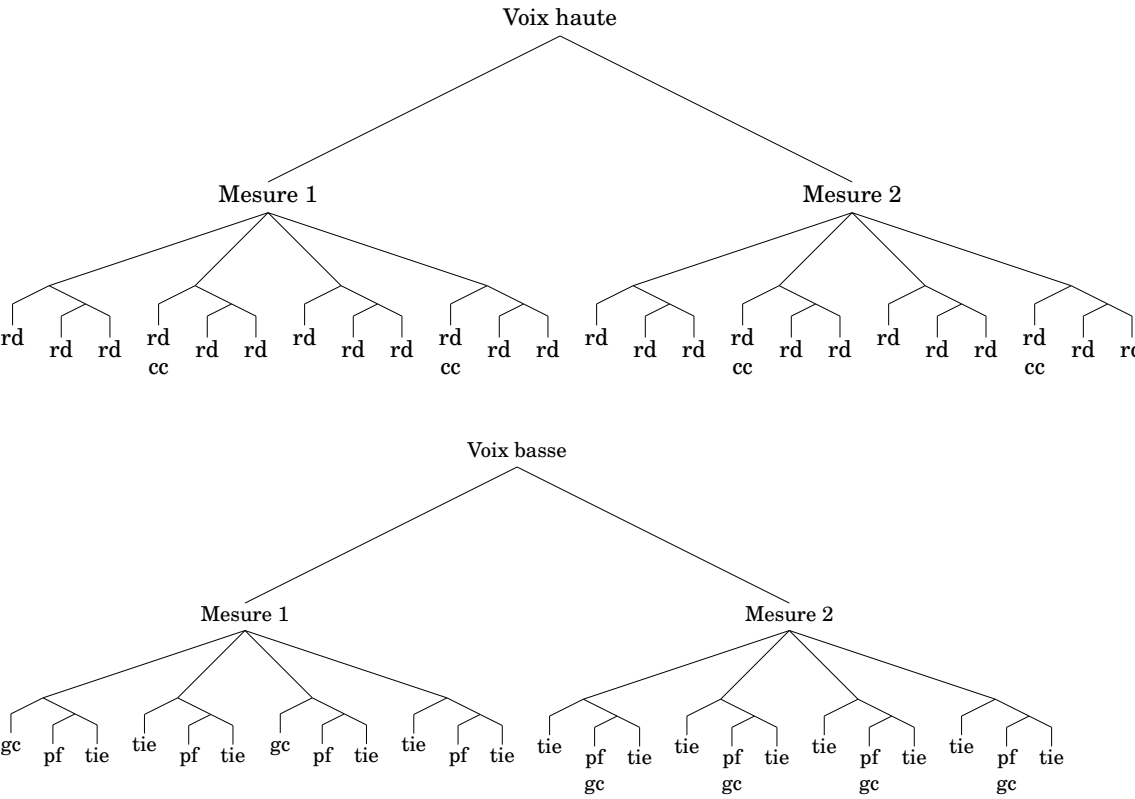 Voix haute
Mesure 1 Mesure 2
rd rd rd rd rd rd rd rd rd rd rd rd rd rd rd rd rd rd rd rd rd rd rd
cc cc cc cc
Voix basse
Mesure 1 Mesure 2
gc pf tie tie pf tie gc pf tie tie pf tie tie pf tie tie pf tie tie pf tie tie pf tie
gc gc gc gc